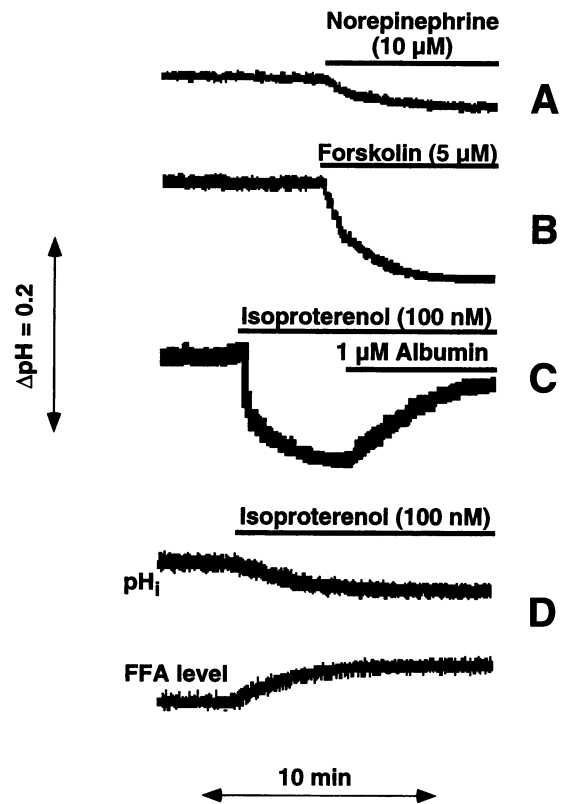 Norepinephrine
(10 µM)
A
Forskolin (5 µM)
B
ΔpH = 0.2
Isoproterenol (100 nM)
1 µM Albumin
C
Isoproterenol (100 nM)
pHi
D
FFA level
10 min